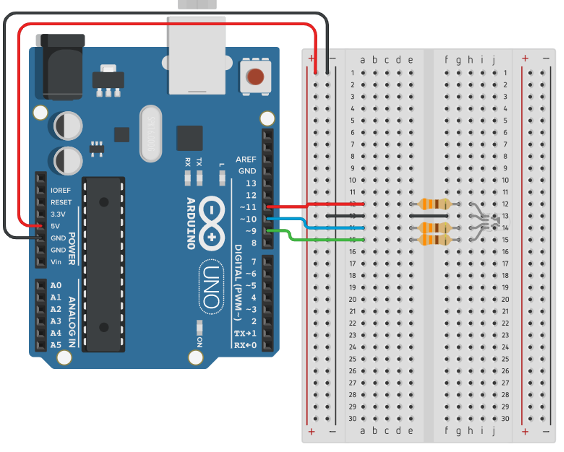 IOREF
RESET
3.3V
5V
GND
GND
Vin
POWER
A0
A1
A2
A3
A4
A5
ANALOG IN
RX
TX
L
ARDUINO
UNO
ON
AREF
GND
13
12
~11
~10
~9
8
7
~6
~5
4
~3
2
TX→1
RX←0
DIGITAL (PWM~)
+ − a b c d e f g h i j + −
1 1
2 2
3 3
4 4
5 5
6 6
7 7
8 8
9 9
10 10
11 11
12 12
13 13
14 14
15 15
16 16
17 17
18 18
19 19
20 20
21 21
22 22
23 23
24 24
25 25
26 26
27 27
28 28
29 29
30 30
+ − a b c d e f g h i j + −